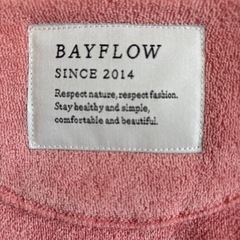 BAYFLOW
SINCE 2014
Respect nature, respect fashion.
Stay healthy and simple,
comfortable and beautiful.